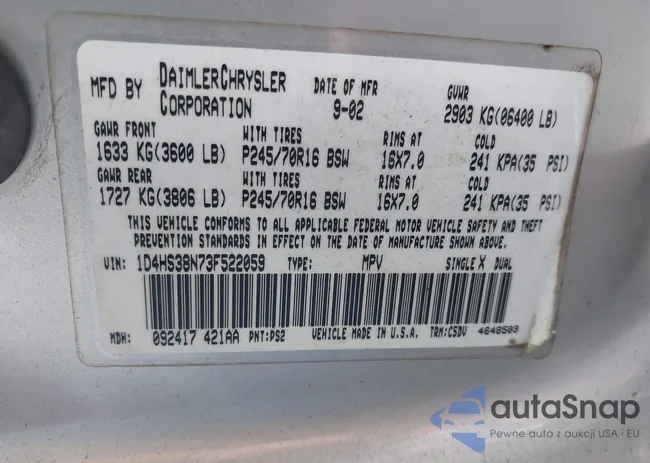 MFD BY DAIMLERCHRYSLER CORPORATION DATE OF MFR 9-02 GVWR 2903 KG(06400 LB)
GAWR FRONT WITH TIRES RIMS AT COLD
1633 KG(3600 LB) P245/70R16 BSW 16X7.0 241 KPA(35 PSI)
GAWR REAR WITH TIRES RIMS AT COLD
1727 KG(3806 LB) P245/70R16 BSW 16X7.0 241 KPA(35 PSI)
THIS VEHICLE CONFORMS TO ALL APPLICABLE FEDERAL MOTOR VEHICLE SAFETY AND THEFT
PREVENTION STANDARDS IN EFFECT ON THE DATE OF MANUFACTURE SHOWN ABOVE.
VIN: 1D4HS38N73F522059 TYPE: MPV SINGLE X DUAL
MDH: 092417 421AA PNT:PS2 VEHICLE MADE IN U.S.A. TRM:C5DV 4648503
autaSnap
Pewne auta z aukcji USA i EU